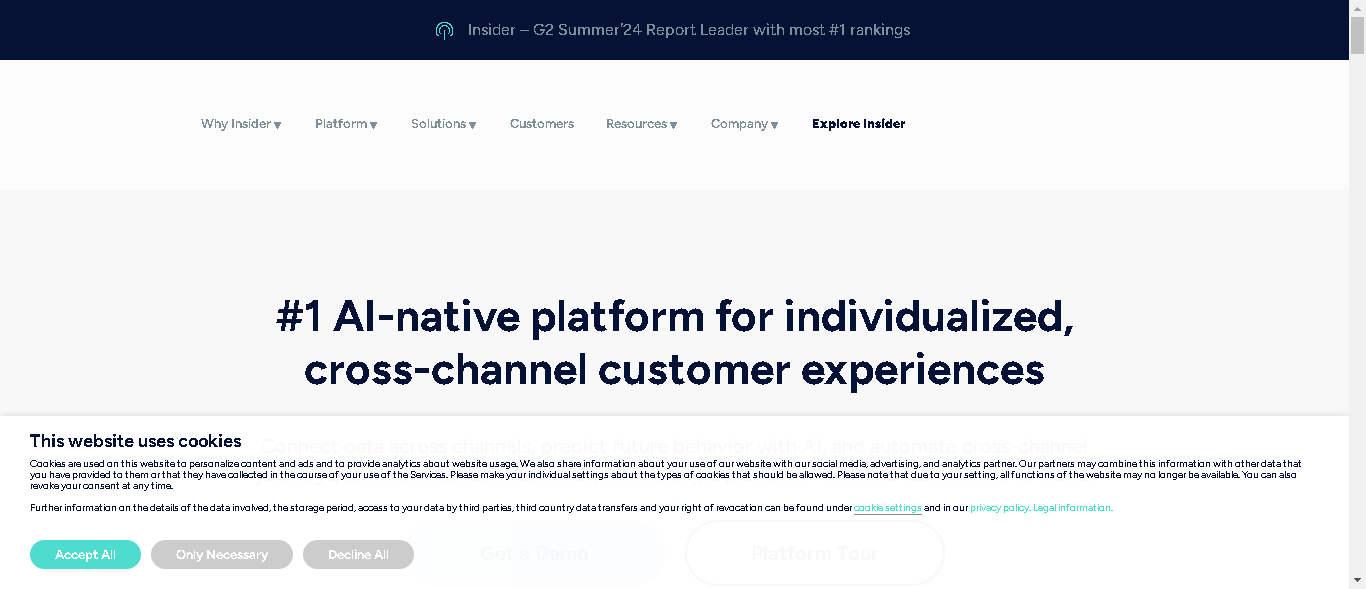 Insider – G2 Summer'24 Report Leader with most #1 rankings
Why Insider ▼ Platform ▼ Solutions ▼ Customers Resources ▼ Company ▼ Explore Insider
#1 AI-native platform for individualized,
cross-channel customer experiences
Connect data across channels, predict future behavior with AI, and automate cross-channel
This website uses cookies
Cookies are used on this website to personalize content and ads and to provide analytics about website usage. We also share information about your use of our website with our social media, advertising, and analytics partner. Our partners may combine this information with other data that
you have provided to them or that they have collected in the course of your use of the Services. Please make your individual settings about the types of cookies that should be allowed. Please note that due to your setting, all functions of the website may no longer be available. You can also
revoke your consent at any time.
Further information on the details of the data involved, the storage period, access to your data by third parties, third country data transfers and your right of revocation can be found under cookie settings and in our privacy policy. Legal information.
Accept All Only Necessary Decline All Get a Demo Platform Tour